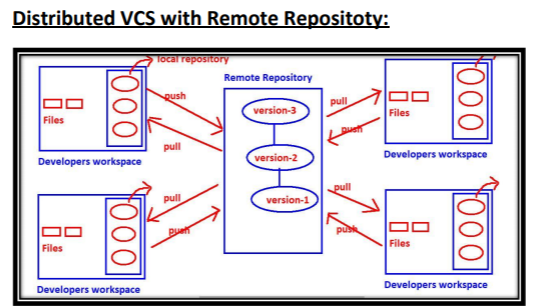 Distributed VCS with Remote Repositoty:
local repository
push
Files
pull
Developers workspace
Remote Repository
version-3
version-2
version-1
pull
push
Files
Developers workspace
pull
push
Files
Developers workspace
pull
push
Files
Developers workspace